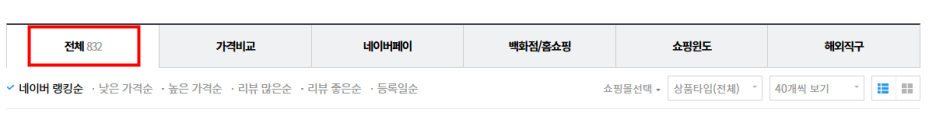 전체 832 가격비교 네이버페이 백화점/홈쇼핑 쇼핑윈도 해외직구
네이버 랭킹순 · 낮은 가격순 · 높은 가격순 · 리뷰 많은순 · 리뷰 좋은순 · 등록일순 쇼핑몰선택 상품타입(전체) 40개씩 보기